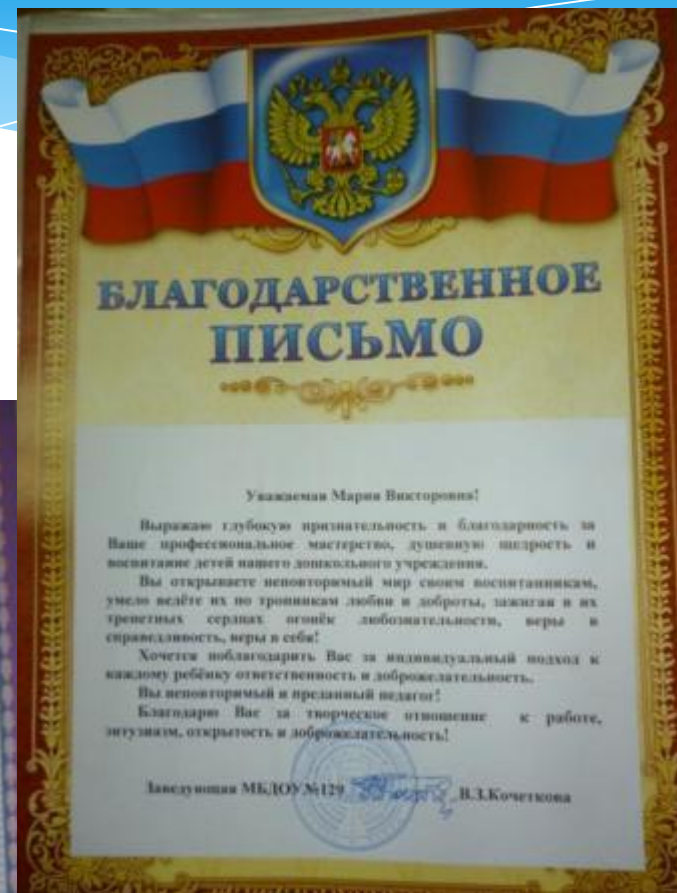 БЛАГОДАРСТВЕННОЕ
ПИСЬМО
Уважаемая Мария Викторовна!
Выражаю глубокую признательность и благодарность за
Ваше профессиональное мастерство, душевную щедрость и
воспитание детей нашего дошкольного учреждения.
Вы открываете неповторимый мир своим воспитанникам,
умело ведёте их по тропинкам любви и доброты, зажигая в их
трепетных сердцах огонёк любознательности, веры в
справедливость, веры в себя!
Хочется поблагодарить Вас за индивидуальный подход к
каждому ребёнку ответственность и доброжелательность.
Вы неповторимый и преданный педагог!
Благодарю Вас за творческое отношение к работе,
энтузиазм, открытость и доброжелательность!
Заведующая МБДОУ№129 В.З.Кочеткова